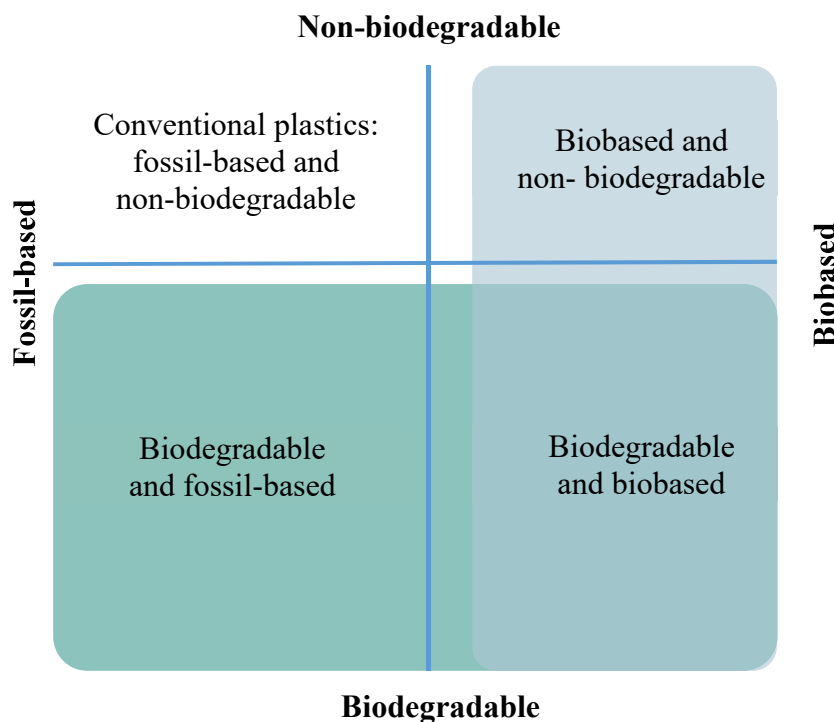 Non-biodegradable
Conventional plastics:
fossil-based and
non-biodegradable
Biobased and
non- biodegradable
Fossil-based
Biobased
Biodegradable
and fossil-based
Biodegradable
and biobased
Biodegradable